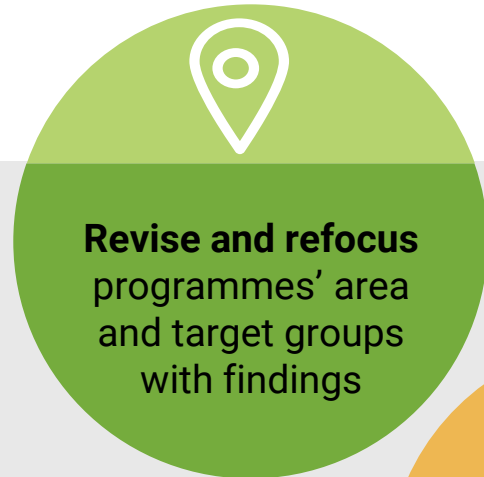 Revise and refocus
programmes’ area
and target groups
with findings